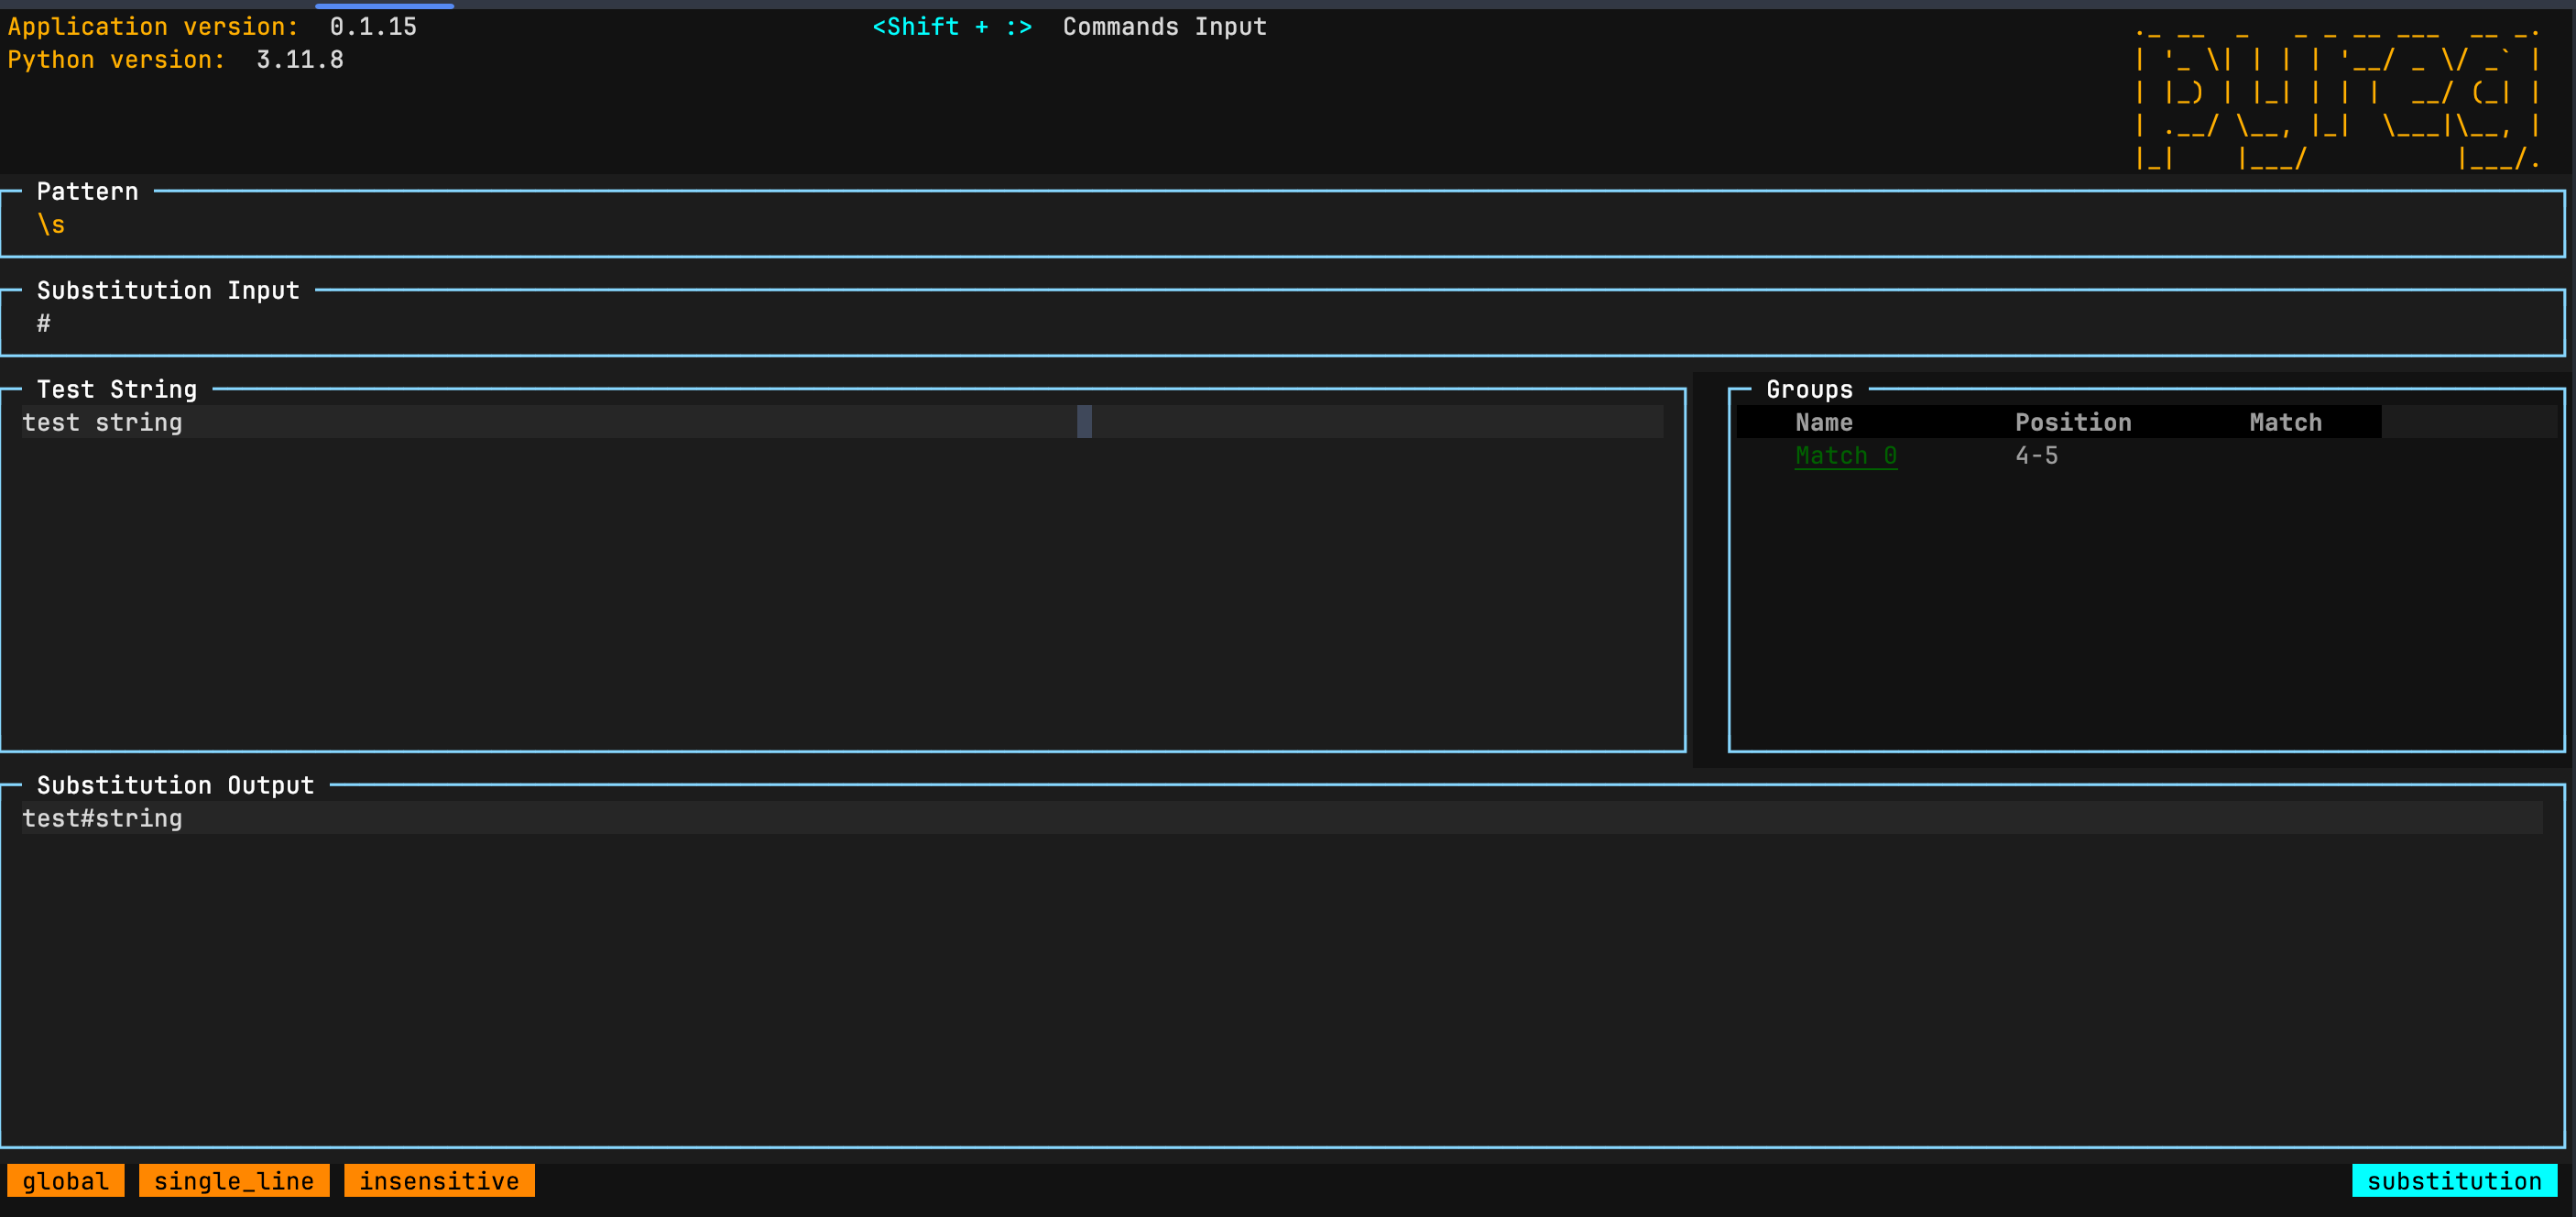 Application version: 0.1.15
Python version: 3.11.8
<Shift + :> Commands Input
pyreg
Pattern
\s
Substitution Input
#
Test String
test string
Groups
Name Position Match
Match 0 4-5
Substitution Output
test#string
global single_line insensitive
substitution